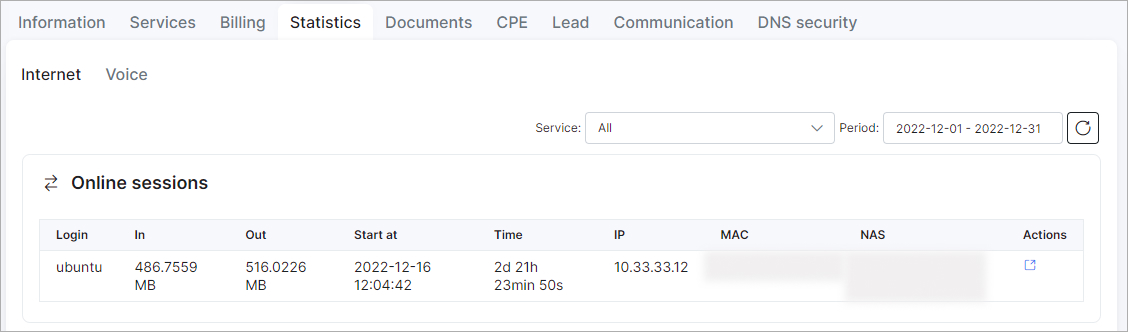 Information Services Billing Statistics Documents CPE Lead Communication DNS security
Internet Voice
Service: All Period: 2022-12-01 - 2022-12-31
Online sessions
Login In Out Start at Time IP MAC NAS Actions
ubuntu 486.7559 516.0226 2022-12-16 2d 21h 10.33.33.12
MB MB 12:04:42 23min 50s